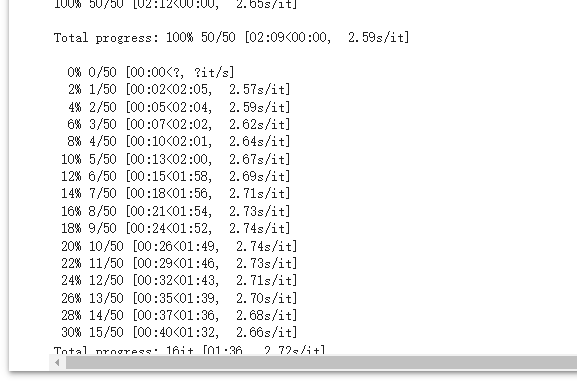 100% 50/50 [02:12<00:00,  2.65s/it]
Total progress: 100% 50/50 [02:09<00:00,  2.59s/it]
0% 0/50 [00:00<?, ?it/s]
2% 1/50 [00:02<02:05,  2.57s/it]
4% 2/50 [00:05<02:04,  2.59s/it]
6% 3/50 [00:07<02:02,  2.62s/it]
8% 4/50 [00:10<02:01,  2.64s/it]
10% 5/50 [00:13<02:00,  2.67s/it]
12% 6/50 [00:15<01:58,  2.69s/it]
14% 7/50 [00:18<01:56,  2.71s/it]
16% 8/50 [00:21<01:54,  2.73s/it]
18% 9/50 [00:24<01:52,  2.74s/it]
20% 10/50 [00:26<01:49,  2.74s/it]
22% 11/50 [00:29<01:46,  2.73s/it]
24% 12/50 [00:32<01:43,  2.71s/it]
26% 13/50 [00:35<01:39,  2.70s/it]
28% 14/50 [00:37<01:36,  2.68s/it]
30% 15/50 [00:40<01:32,  2.66s/it]
Total progress: 16it [01:36,  2.72s/it]